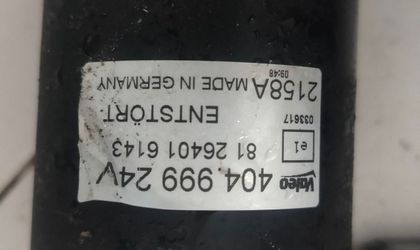 Valeo 404.999 24V
81 26401 6143
e1 ENTSTÖRT
033617
2158A MADE IN GERMANY
09:48